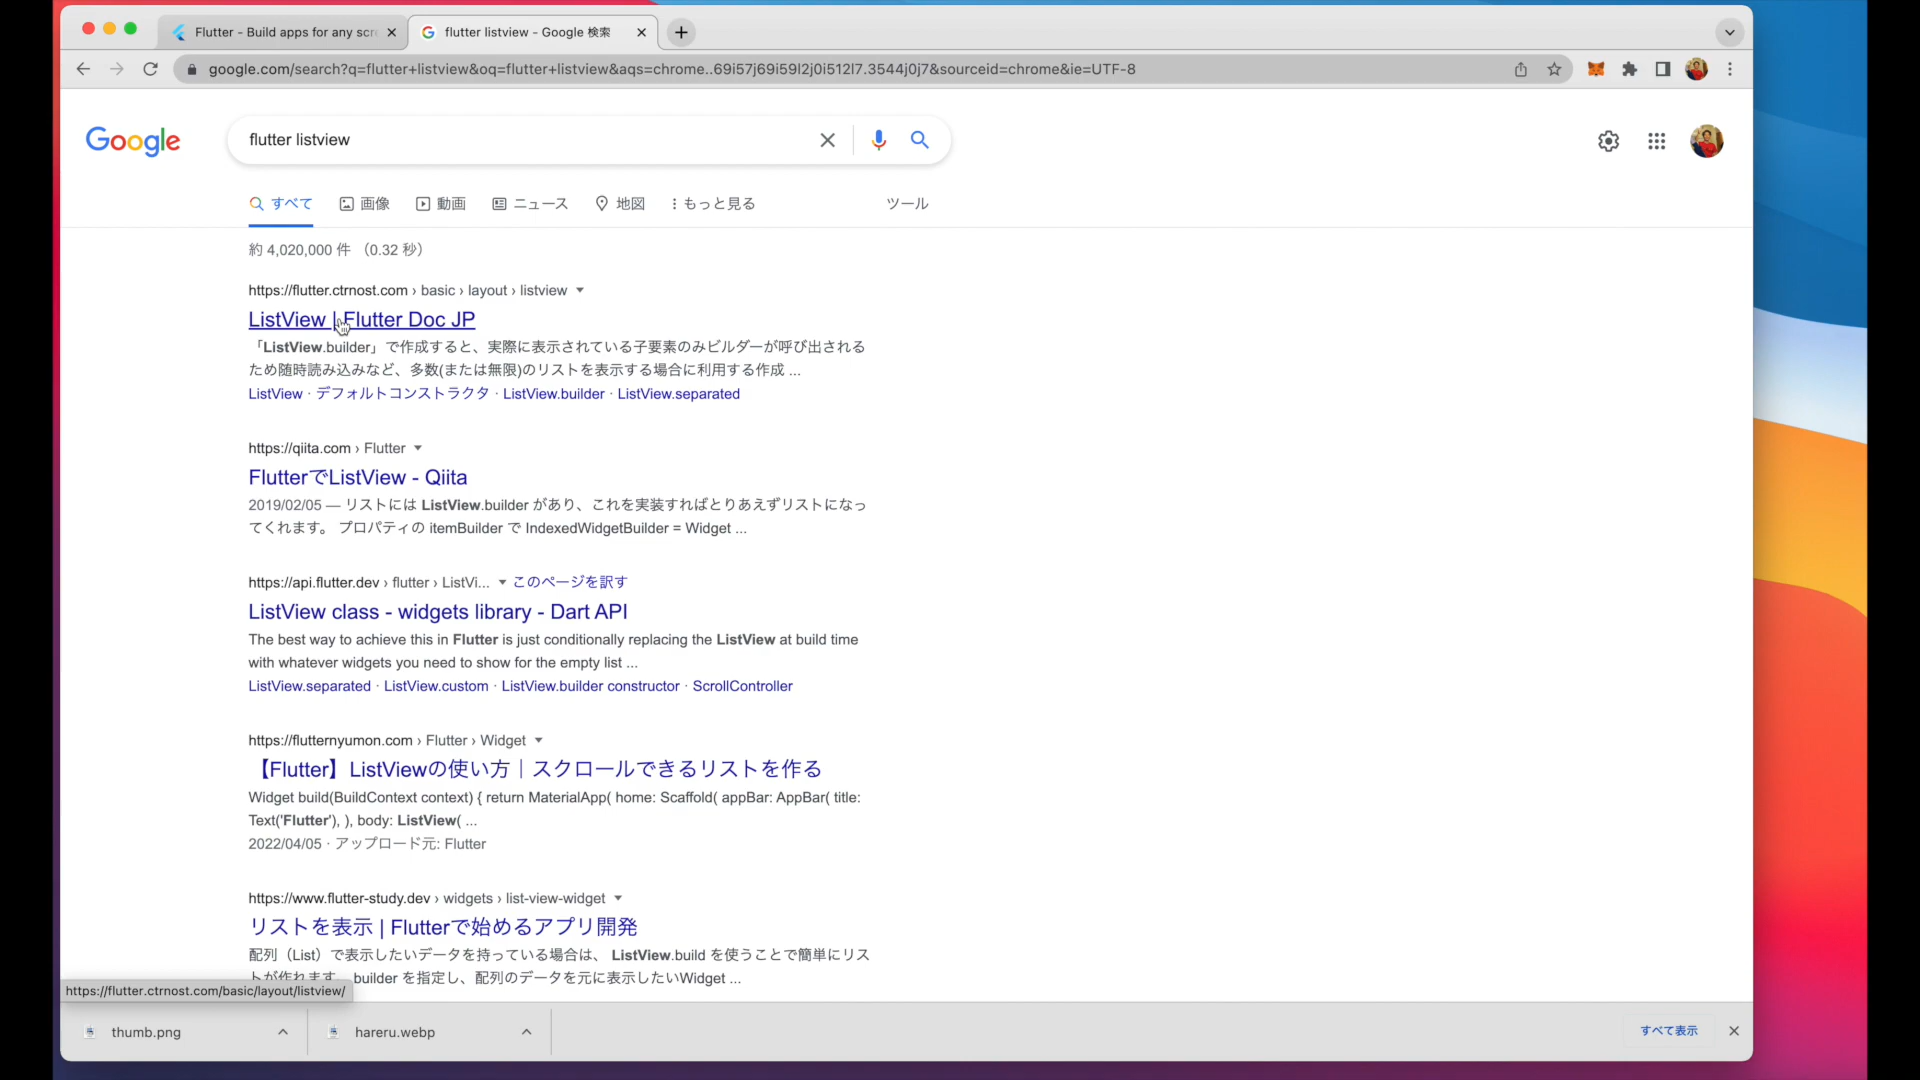 Flutter - Build apps for any scre
flutter listview - Google 検索
google.com/search?q=flutter+listview&oq=flutter+listview&aqs=chrome..69i57j69i59l2j0i512l7.3544j0j7&sourceid=chrome&ie=UTF-8
Google
flutter listview
すべて 画像 動画 ニュース 地図 もっと見る ツール
約 4,020,000 件 （0.32 秒）
https://flutter.ctrnost.com › basic › layout › listview
ListView | Flutter Doc JP
「ListView.builder」で作成すると、実際に表示されている子要素のみビルダーが呼び出される
ため随時読み込みなど、多数(または無限)のリストを表示する場合に利用する作成 ...
ListView · デフォルトコンストラクタ · ListView.builder · ListView.separated
https://qiita.com › Flutter
FlutterでListView - Qiita
2019/02/05 — リストには ListView.builder があり、これを実装すればとりあえずリストになっ
てくれます。 プロパティの itemBuilder で IndexedWidgetBuilder = Widget ...
https://api.flutter.dev › flutter › ListVi... このページを訳す
ListView class - widgets library - Dart API
The best way to achieve this in Flutter is just conditionally replacing the ListView at build time
with whatever widgets you need to show for the empty list ...
ListView.separated · ListView.custom · ListView.builder constructor · ScrollController
https://flutternyumon.com › Flutter › Widget
【Flutter】ListViewの使い方｜スクロールできるリストを作る
Widget build(BuildContext context) { return MaterialApp( home: Scaffold( appBar: AppBar( title:
Text('Flutter'), ), body: ListView( ...
2022/04/05 · アップロード元: Flutter
https://www.flutter-study.dev › widgets › list-view-widget
リストを表示 | Flutterで始めるアプリ開発
配列（List）で表示したいデータを持っている場合は、 ListView.build を使うことで簡単にリス
トが作れます。 builder を指定し、配列のデータを元に表示したいWidget ...
https://flutter.ctrnost.com/basic/layout/listview/
thumb.png
hareru.webp
すべて表示